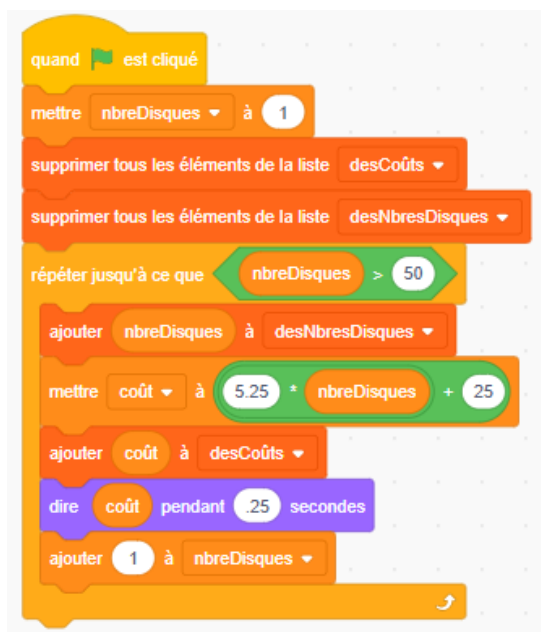 quand est cliqué
mettre nbreDisques à 1
supprimer tous les éléments de la liste desCoûts
supprimer tous les éléments de la liste desNbresDisques
répéter jusqu'à ce que nbreDisques > 50
ajouter nbreDisques à desNbresDisques
mettre coût à 5.25 * nbreDisques + 25
ajouter coût à desCoûts
dire coût pendant .25 secondes
ajouter 1 à nbreDisques